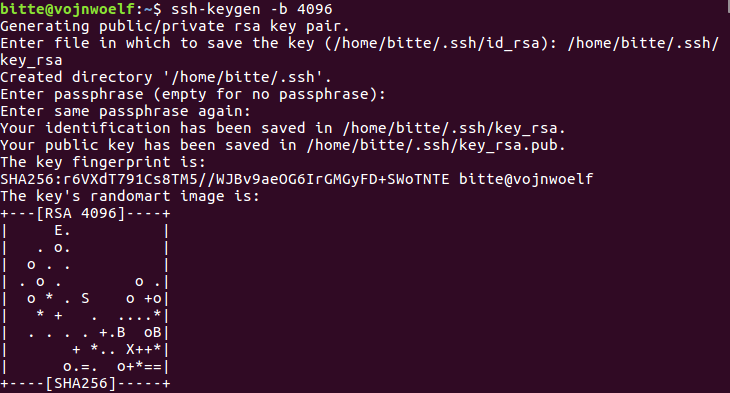 bitte@vojnwoelf:~$ ssh-keygen -b 4096
Generating public/private rsa key pair.
Enter file in which to save the key (/home/bitte/.ssh/id_rsa): /home/bitte/.ssh/
key_rsa
Created directory '/home/bitte/.ssh'.
Enter passphrase (empty for no passphrase):
Enter same passphrase again:
Your identification has been saved in /home/bitte/.ssh/key_rsa.
Your public key has been saved in /home/bitte/.ssh/key_rsa.pub.
The key fingerprint is:
SHA256:r6VXdT791Cs8TM5//WJBv9aeOG6IrGMGyFD+SWoTNTE bitte@vojnwoelf
The key's randomart image is:
+---[RSA 4096]----+
|     E.          |
|   . o.          |
|  o . .          |
| . o .        o .|
|  o * . S    o +o|
|   * +   .  ....*|
|  . . . . +.B  oB|
|       + *.. X++*|
|      o.=.  o+*==|
+----[SHA256]-----+